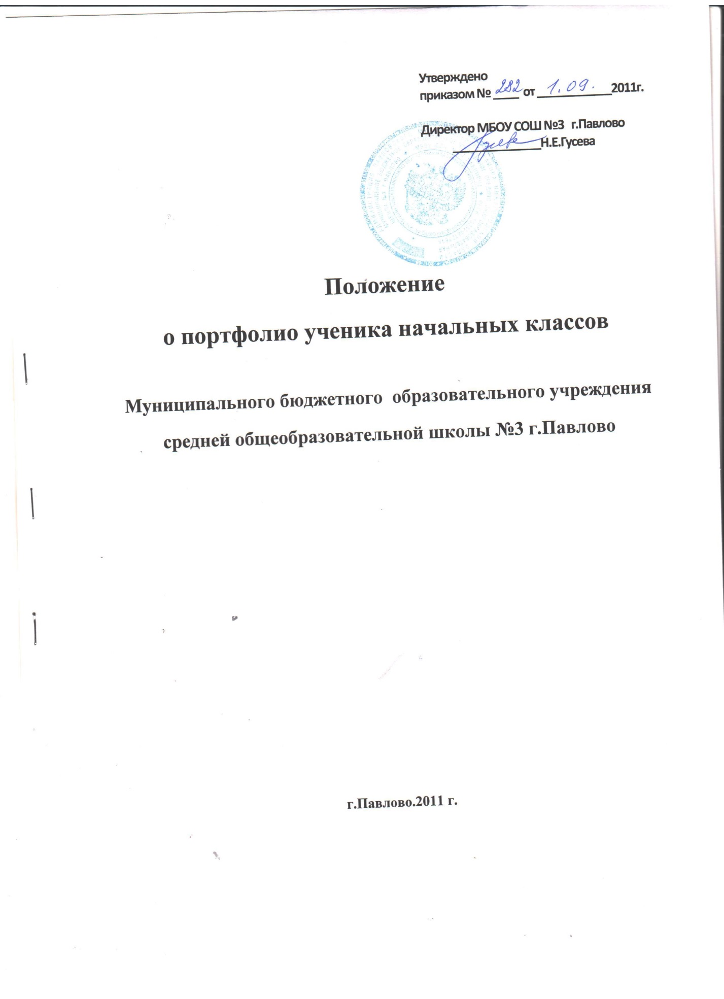 Утверждено
приказом № 282 от 1.09. 2011г.
Директор МБОУ СОШ №3 г.Павлово
Н.Е.Гусева
Положение
о портфолио ученика начальных классов
Муниципального бюджетного образовательного учреждения
средней общеобразовательной школы №3 г.Павлово
г.Павлово.2011 г.